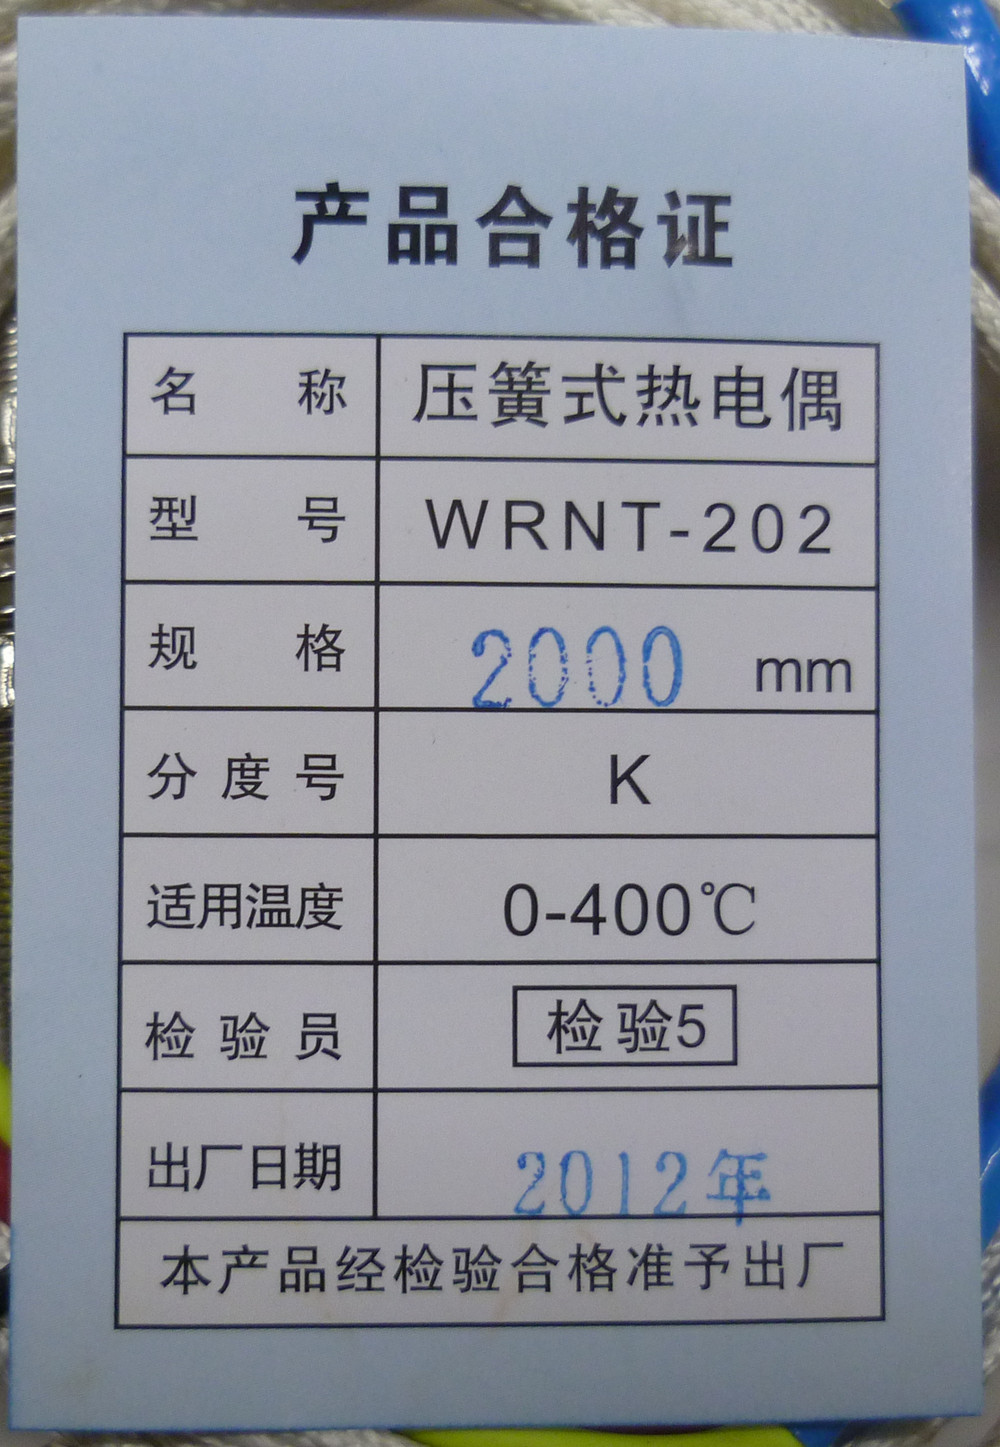 产品合格证
名称 压簧式热电偶
型号 WRNT-202
规格 2000 mm
分度号 K
适用温度 0-400℃
检验员 检验5
出厂日期 2012年
本产品经检验合格准予出厂